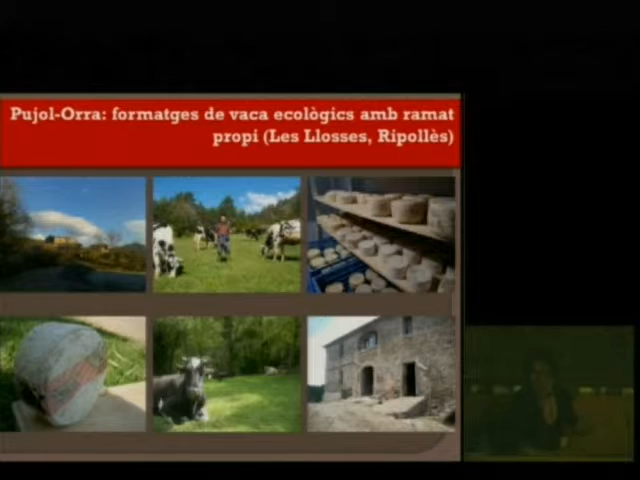 Pujol-Orra: formatges de vaca ecològics amb ramat
propi (Les Llosses, Ripollès)